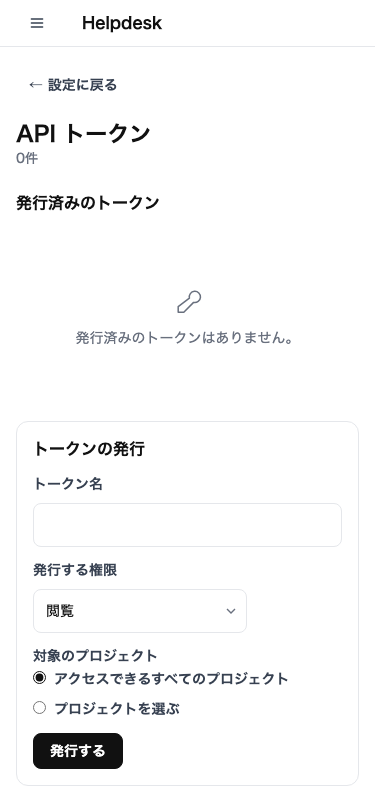 Helpdesk
← 設定に戻る
API トークン
0件
発行済みのトークン
発行済みのトークンはありません。
トークンの発行
トークン名
発行する権限
閲覧
対象のプロジェクト
アクセスできるすべてのプロジェクト
プロジェクトを選ぶ
発行する